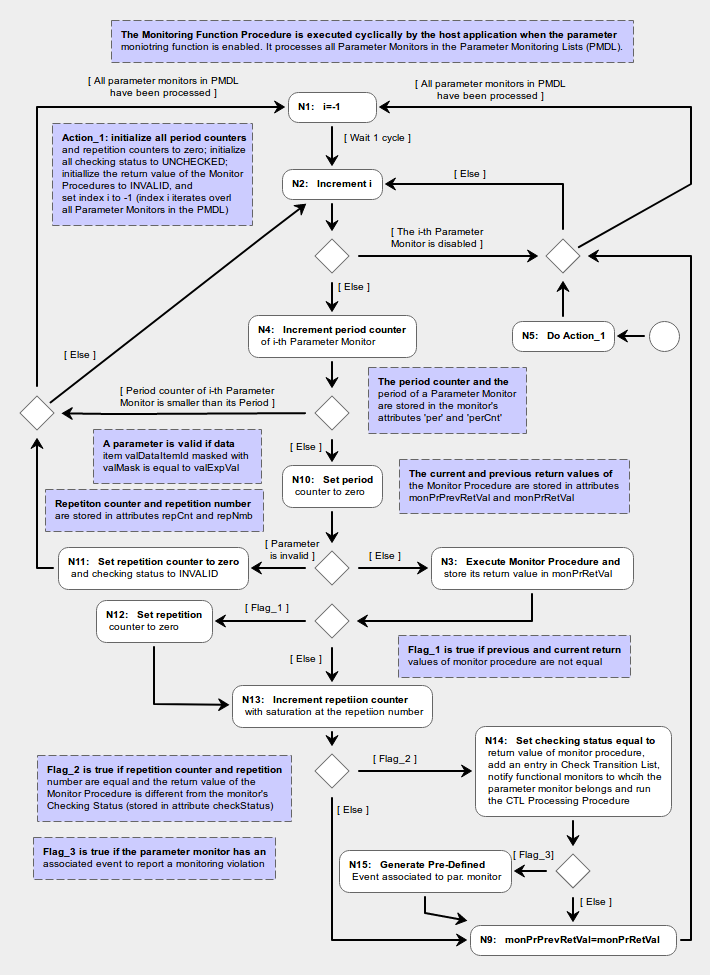 The Monitoring Function Procedure is executed cyclically by the host application when the parameter
moniotring function is enabled. It processes all Parameter Monitors in the Parameter Monitoring Lists (PMDL).
[ All parameter monitors in PMDL
have been processed ]
[ All parameter monitors in PMDL
have been processed ]
N1: i=-1
[ Wait 1 cycle ]
Action_1: initialize all period counters
and repetition counters to zero; initialize
all checking status to UNCHECKED;
initiallize the return value of the Monitor
Procedures to INVALID, and
set index i to -1 (index i iterates overl
all Parameter Monitors in the PMDL)
N2: Increment i
[ Else ]
[ The i-th Parameter
Monitor is disabled ]
[ Else ]
N4: Increment period counter
of i-th Parameter Monitor
N5: Do Action_1
[ Else ]
[ Period counter of i-th Parameter
Monitor is smaller than its Period ]
The period counter and the
period of a Parameter Monitor
are stored in the monitor's
attributes 'per' and 'perCnt'
A parameter is valid if data
item valDataItemId masked with
valMask is equal to valExpVal
[ Else ]
N10: Set period
counter to zero
The current and previous return values of
the Monitor Procedure are stored in attributes
monPrPrevRetVal and monPrRetVal
Repetiton counter and repetition number
are stored in attributes repCnt and repNmb
[ Parameter
is invalid ]
[ Else ]
N11: Set repetition counter to zero
and checking status to INVALID
N3: Execute Monitor Procedure and
store its return value in monPrRetVal
N12: Set repetition
counter to zero
[ Flag_1 ]
Flag_1 is true if previous and current return
values of monitor procedure are not equal
[ Else ]
N13: Increment repetiion counter
with saturation at the repetiion number
Flag_2 is true if repetition counter and repetition
number are equal and the return value of the
Monitor Procedure is different from the monitor's
Checking Status (stored in attribute checkStatus)
[ Flag_2 ]
N14: Set checking status equal to
return value of monitor procedure,
add an entry in Check Transition List,
notify functional monitors to whcih the
parameter monitor belongs and run
the CTL Processing Procedure
[ Else ]
Flag_3 is true if the parameter monitor has an
associated event to report a monitoring violation
[ Flag_3]
N15: Generate Pre-Defined
Event associated to par. monitor
[ Else ]
N9: monPrPrevRetVal=monPrRetVal